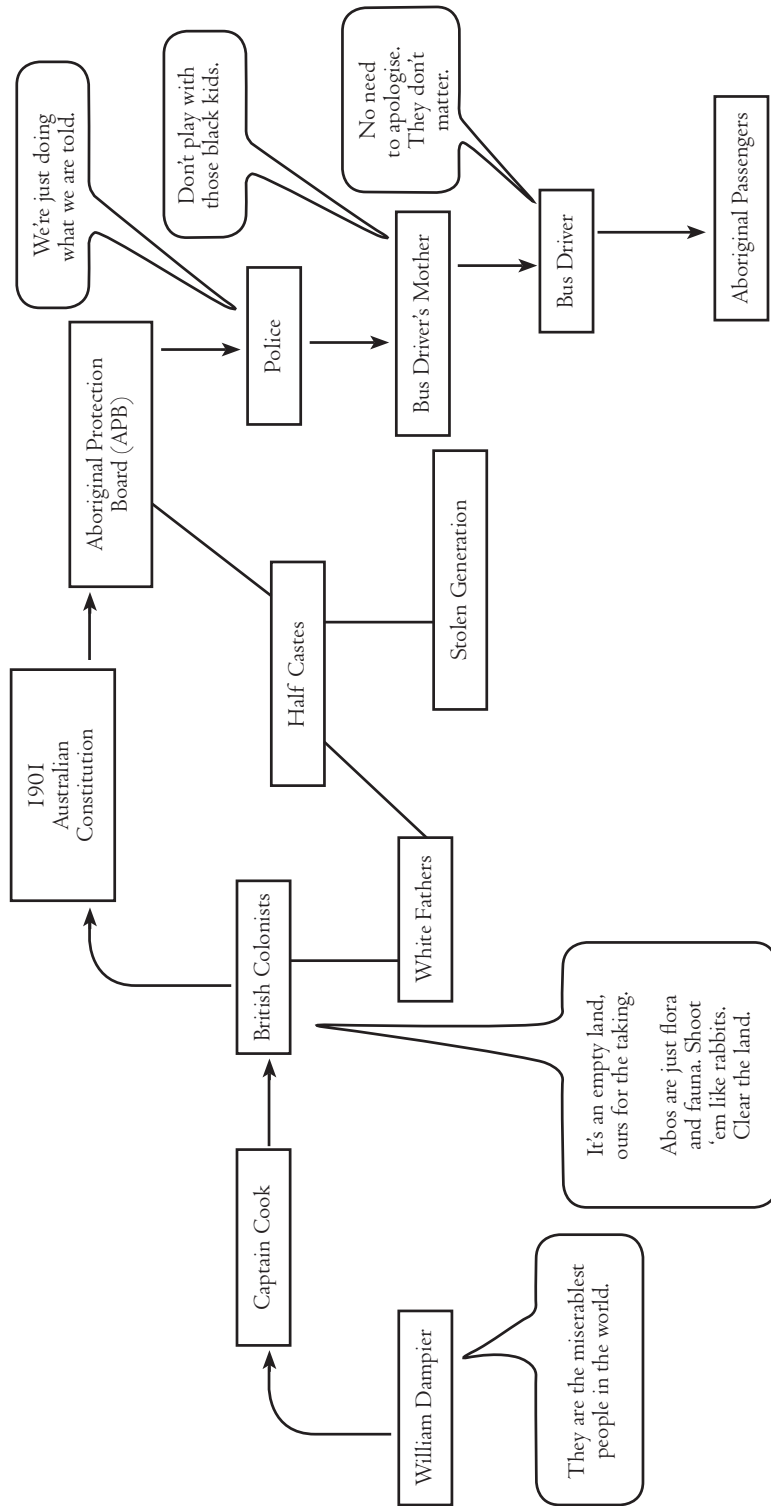 William Dampier
They are the miserablest
people in the world.
Captain Cook
British Colonists
It's an empty land,
ours for the taking.
Abos are just flora
and fauna. Shoot
‘em like rabbits.
Clear the land.
White Fathers
1901
Australian
Constitution
Half Castes
Stolen Generation
Aboriginal Protection
Board (APB)
Police
We're just doing
what we are told.
Bus Driver's Mother
Don't play with
those black kids.
Bus Driver
No need
to apologise.
They don't
matter.
Aboriginal Passengers